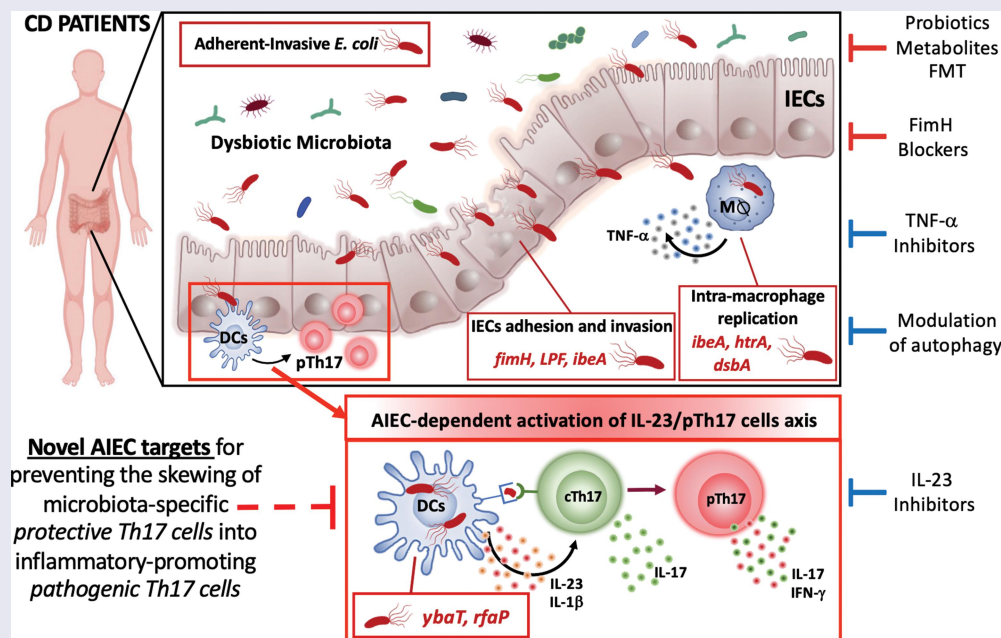 CD PATIENTS
Adherent-Invasive E. coli
Dysbiotic Microbiota
IECs
Mⱷ
TNF-α
DCs
pTh17
IECs adhesion and invasion
fimH, LPF, ibeA
Intra-macrophage
replication
ibeA, htrA,
dsbA
Probiotics
Metabolites
FMT
FimH
Blockers
TNF-α
Inhibitors
Modulation
of autophagy
AIEC-dependent activation of IL-23/pTh17 cells axis
Novel AIEC targets for
preventing the skewing of
microbiota-specific
protective Th17 cells into
inflammatory-promoting
pathogenic Th17 cells
DCs
cTh17
pTh17
IL-23
IL-1β
IL-17
IL-17
IFN-γ
ybaT, rfaP
IL-23
Inhibitors